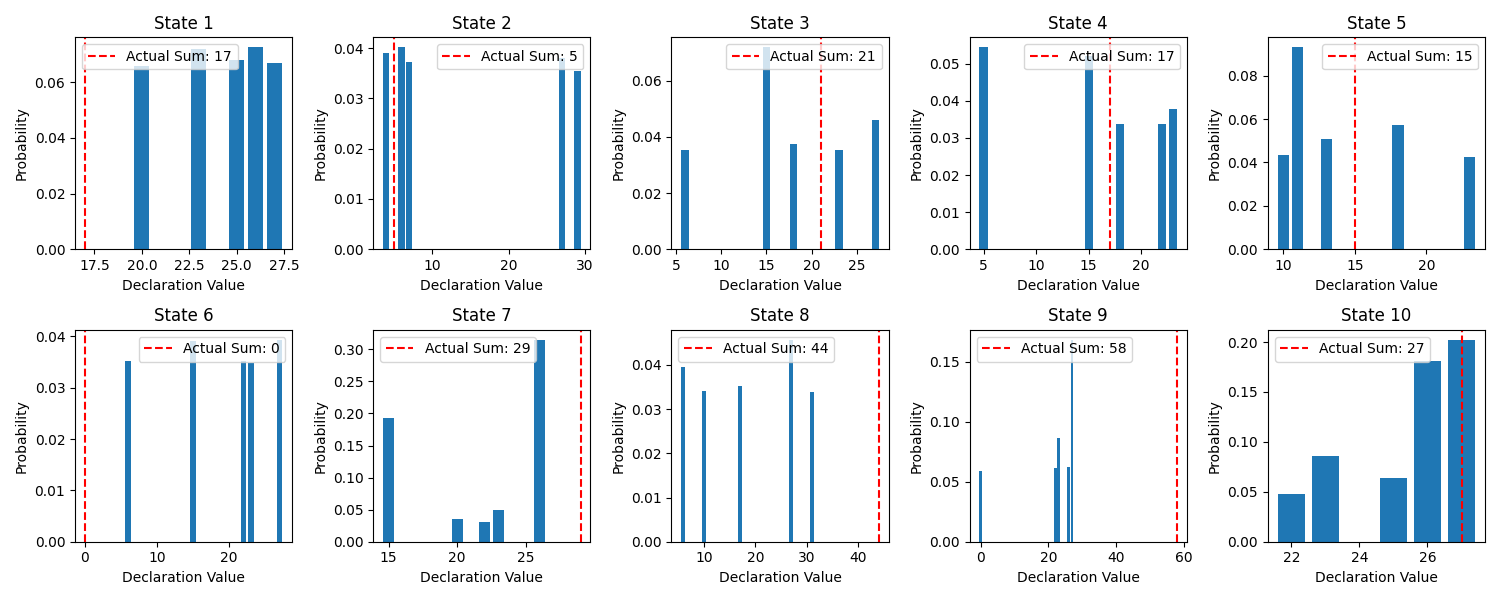 State 1
Actual Sum: 17
Probability
0.06
0.04
0.02
0.00
17.5 20.0 22.5 25.0 27.5
Declaration Value
State 2
Actual Sum: 5
Probability
0.04
0.03
0.02
0.01
0.00
10 20 30
Declaration Value
State 3
Actual Sum: 21
Probability
0.06
0.04
0.02
0.00
5 10 15 20 25
Declaration Value
State 4
Actual Sum: 17
Probability
0.05
0.04
0.03
0.02
0.01
0.00
5 10 15 20
Declaration Value
State 5
Actual Sum: 15
Probability
0.08
0.06
0.04
0.02
0.00
10 15 20
Declaration Value
State 6
Actual Sum: 0
Probability
0.04
0.03
0.02
0.01
0.00
0 10 20
Declaration Value
State 7
Actual Sum: 29
Probability
0.30
0.25
0.20
0.15
0.10
0.05
0.00
15 20 25
Declaration Value
State 8
Actual Sum: 44
Probability
0.04
0.03
0.02
0.01
0.00
10 20 30 40
Declaration Value
State 9
Actual Sum: 58
Probability
0.15
0.10
0.05
0.00
0 20 40 60
Declaration Value
State 10
Actual Sum: 27
Probability
0.20
0.15
0.10
0.05
0.00
22 24 26
Declaration Value